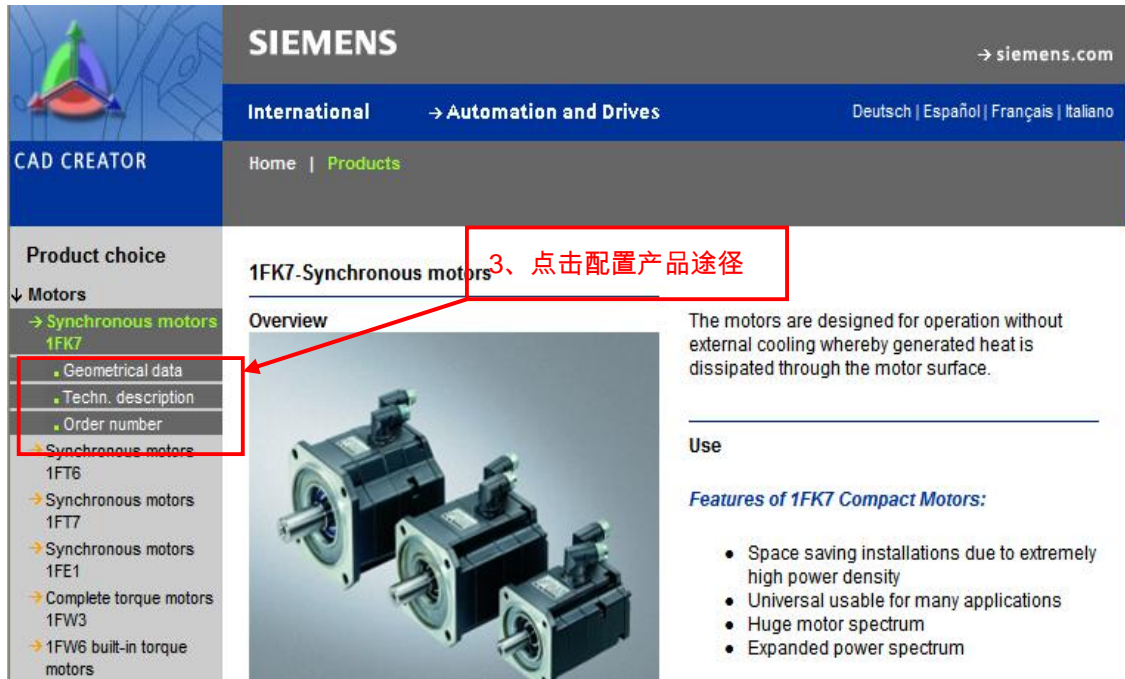 SIEMENS
→ siemens.com
International → Automation and Drives Deutsch | Español | Français | Italiano
CAD CREATOR
Home | Products
Product choice
↓ Motors
→ Synchronous motors
1FK7
Geometrical data
Techn. description
Order number
→ Synchronous motors
1FT6
→ Synchronous motors
1FT7
→ Synchronous motors
1FE1
→ Complete torque motors
1FW3
→ 1FW6 built-in torque
motors
3、点击配置产品途径
1FK7-Synchronous motors
Overview
The motors are designed for operation without
external cooling whereby generated heat is
dissipated through the motor surface.
Use
Features of 1FK7 Compact Motors:
● Space saving installations due to extremely
high power density
● Universal usable for many applications
● Huge motor spectrum
● Expanded power spectrum